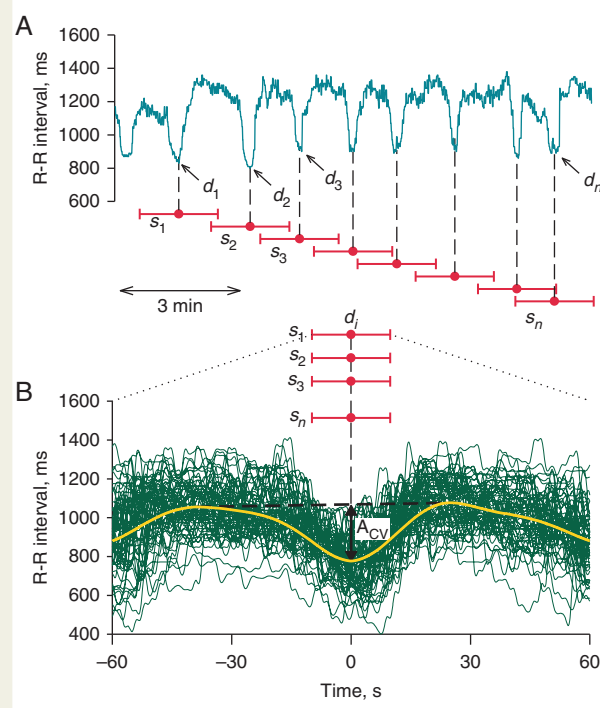 A
1600
1400
1200
1000
800
600
R-R interval, ms
d1
d2
d3
dn
s1
s2
s3
sn
3 min
di
s1
s2
s3
sn
B
1600
1400
1200
1000
800
600
400
R-R interval, ms
ACV
–60
–30
0
30
60
Time, s